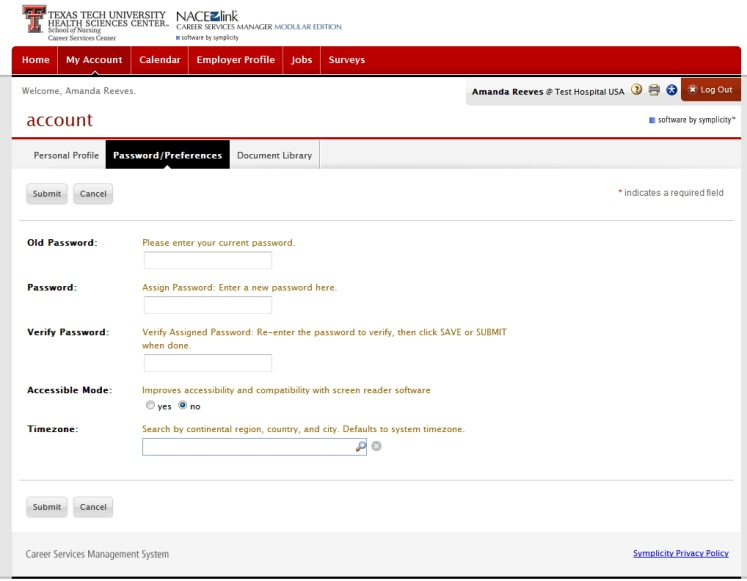 TEXAS TECH UNIVERSITY
HEALTH SCIENCES CENTER.
School of Nursing
Career Services Center
NACElink
CAREER SERVICES MANAGER MODULAR EDITION
software by symplicity
Home My Account Calendar Employer Profile Jobs Surveys
Welcome, Amanda Reeves.
Amanda Reeves @ Test Hospital USA Log Out
account
software by symplicity™
Personal Profile Password/Preferences Document Library
Submit Cancel
* indicates a required field
Old Password: Please enter your current password.
Password: Assign Password: Enter a new password here.
Verify Password: Verify Assigned Password: Re-enter the password to verify, then click SAVE or SUBMIT
when done.
Accessible Mode: Improves accessibility and compatibility with screen reader software
yes no
Timezone: Search by continental region, country, and city. Defaults to system timezone.
Submit Cancel
Career Services Management System
Symplicity Privacy Policy